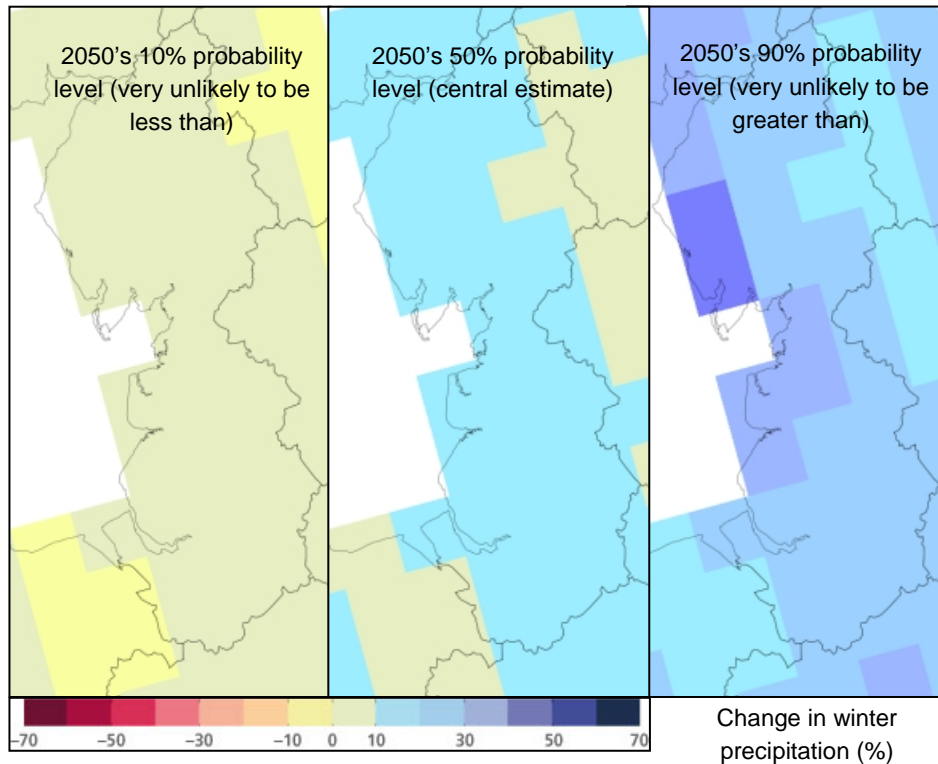 2050's 10% probability
level (very unlikely to be
less than)
2050's 50% probability
level (central estimate)
2050's 90% probability
level (very unlikely to be
greater than)
−70 −50 −30 −10 0 10 30 50 70
Change in winter
precipitation (%)